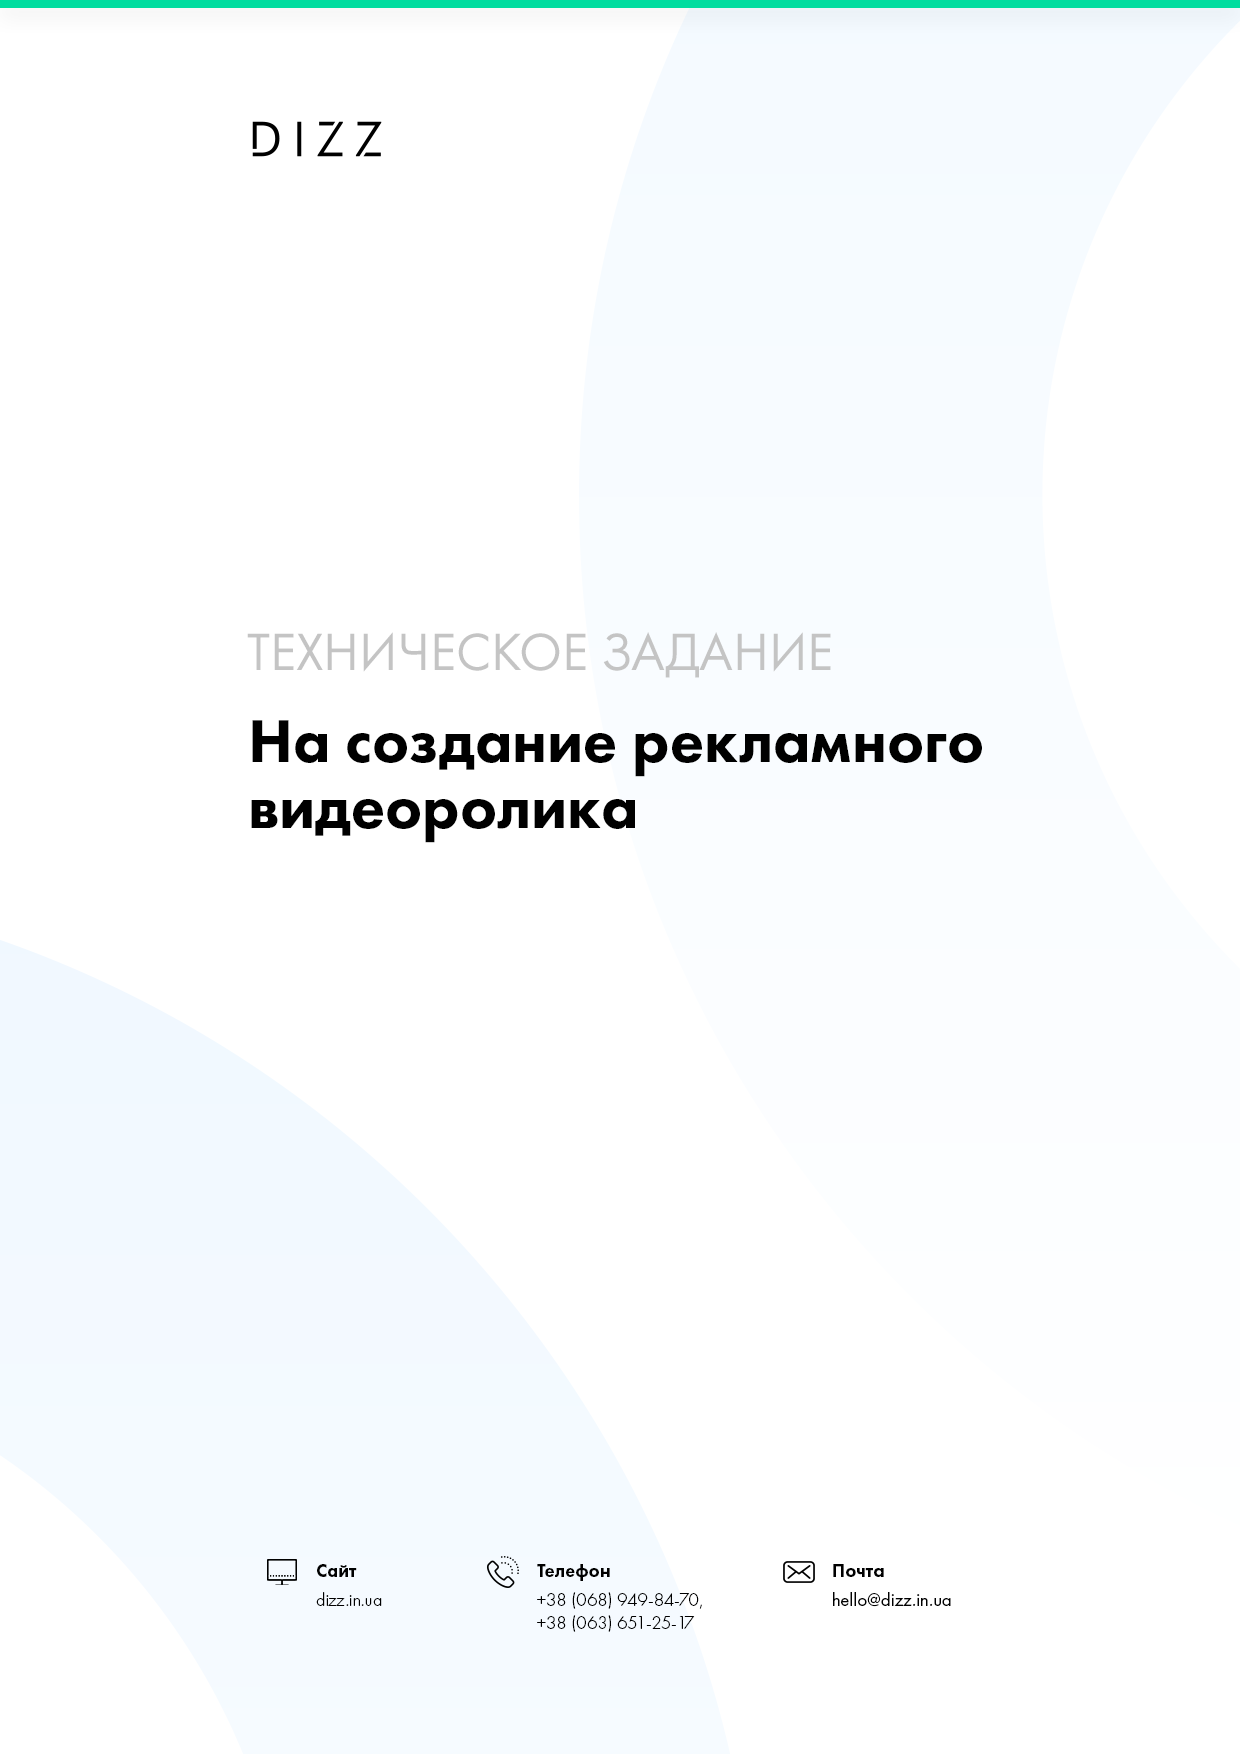 DIZZ
ТЕХНИЧЕСКОЕ ЗАДАНИЕ
На создание рекламного
видеоролика
Сайт
dizz.in.ua
Телефон
+38 (068) 949-84-70,
+38 (063) 651-25-17
Почта
hello@dizz.in.ua